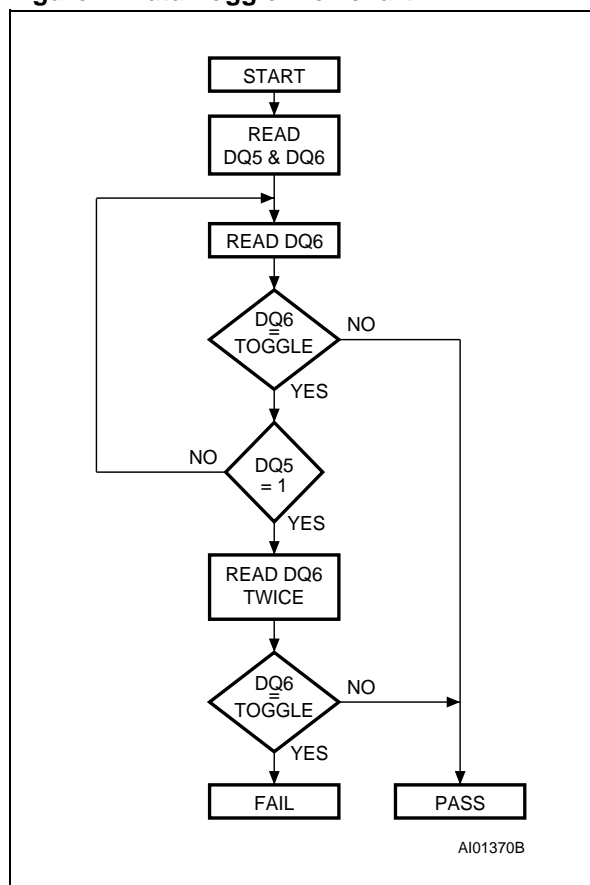 START
READ
DQ5 & DQ6
READ DQ6
DQ6
=
TOGGLE
NO
YES
NO
DQ5
= 1
YES
READ DQ6
TWICE
DQ6
=
TOGGLE
NO
YES
FAIL
PASS
AI01370B